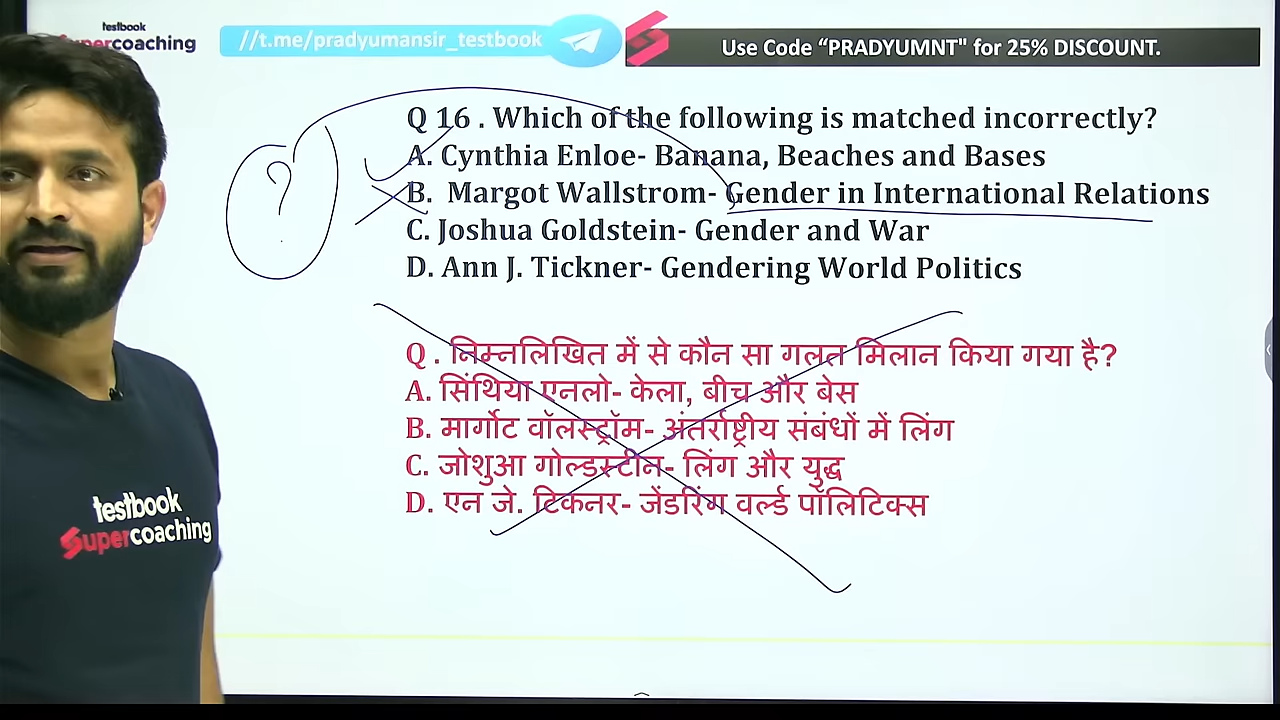 testbook
Supercoaching
//t.me/pradyumansir_testbook
Use Code “PRADYUMNT" for 25% DISCOUNT.
Q 16 . Which of the following is matched incorrectly?
A. Cynthia Enloe- Banana, Beaches and Bases
B. Margot Wallstrom- Gender in International Relations
C. Joshua Goldstein- Gender and War
D. Ann J. Tickner- Gendering World Politics
?
Q . निम्नलिखित में से कौन सा गलत मिलान किया गया है?
A. सिंथिया एनलो- केला, बीच और बेस
B. मार्गोट वॉलस्ट्रॉम- अंतर्राष्ट्रीय संबंधों में लिंग
C. जोशुआ गोल्डस्टीन- लिंग और युद्ध
D. एन जे. टिकनर- जेंडरिंग वर्ल्ड पॉलिटिक्स
testbook
Supercoaching